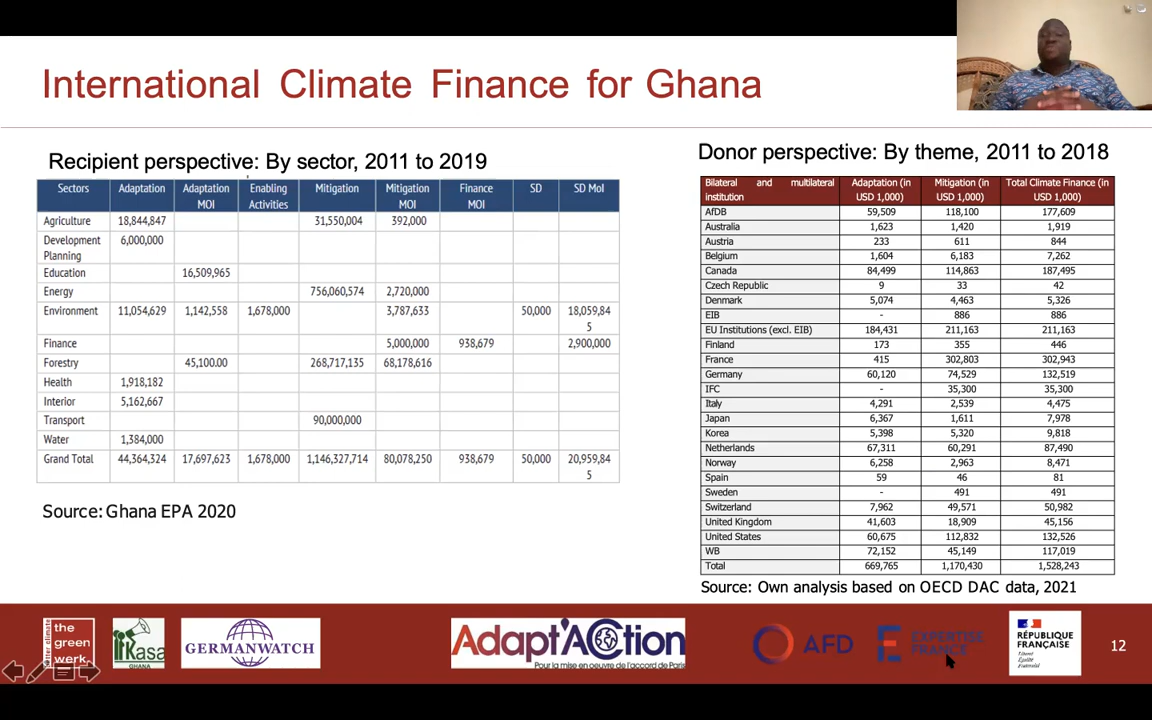 International Climate Finance for Ghana
Recipient perspective: By sector, 2011 to 2019
Sectors Adaptation Adaptation MOI Enabling Activities Mitigation Mitigation MOI Finance MOI SD SD MoI
Agriculture 18,844,847 31,550,004 392,000
Development Planning 6,000,000
Education 16,509,965
Energy 756,060,574 2,720,000
Environment 11,054,629 1,142,558 1,678,000 3,787,633 50,000 18,059,845
Finance 5,000,000 938,679 2,900,000
Forestry 45,100.00 268,717,135 68,178,616
Health 1,918,182
Interior 5,162,667
Transport 90,000,000
Water 1,384,000
Grand Total 44,364,324 17,697,623 1,678,000 1,146,327,714 80,078,250 938,679 50,000 20,959,845
Source: Ghana EPA 2020
Donor perspective: By theme, 2011 to 2018
Bilateral and multilateral institution Adaptation (in USD 1,000) Mitigation (in USD 1,000) Total Climate Finance (in USD 1,000)
AfDB 59,509 118,100 177,609
Australia 1,623 1,420 1,919
Austria 233 611 844
Belgium 1,604 6,183 7,262
Canada 84,499 114,863 187,495
Czech Republic 9 33 42
Denmark 5,074 4,463 5,326
EIB - 886 886
EU Institutions (excl. EIB) 184,431 211,163 211,163
Finland 173 355 446
France 415 302,803 302,943
Germany 60,120 74,529 132,519
IFC - 35,300 35,300
Italy 4,291 2,539 4,475
Japan 6,367 1,611 7,978
Korea 5,398 5,320 9,818
Netherlands 67,311 60,291 87,490
Norway 6,258 2,963 8,471
Spain 59 46 81
Sweden - 491 491
Switzerland 7,962 49,571 50,982
United Kingdom 41,603 18,909 45,156
United States 60,675 112,832 132,526
WB 72,152 45,149 117,019
Total 669,765 1,170,430 1,528,243
Source: Own analysis based on OECD DAC data, 2021
the green werk
Kasa
GHANA
GERMANWATCH
Adapt'Action
Pour la mise en oeuvre de l'accord de Paris
AFD
EXPERTISE FRANCE
RÉPUBLIQUE
FRANÇAISE
Liberté
Égalité
Fraternité
12